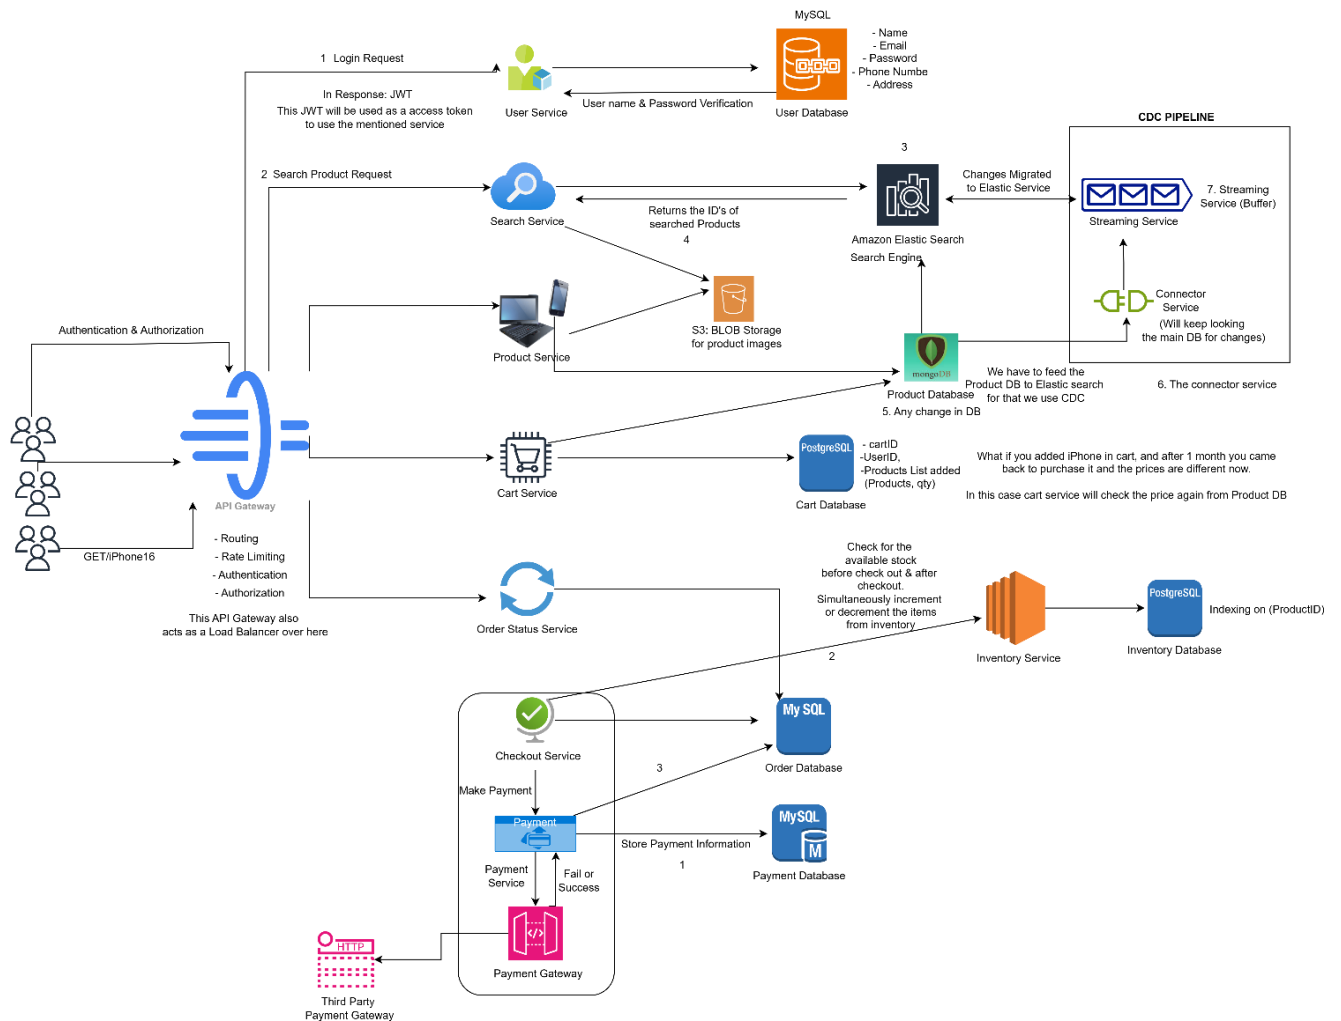 MySQL
- Name
- Email
- Password
- Phone Numbe
- Address
1 Login Request
In Response: JWT
This JWT will be used as a access token
to use the mentioned service
User Service
User name & Password Verification
User Database
CDC PIPELINE
2 Search Product Request
Search Service
3
Returns the ID's of
searched Products
4
Amazon Elastic Search
Search Engine
Changes Migrated
to Elastic Service
Streaming Service
7. Streaming
Service (Buffer)
Connector
Service
(Will keep looking
the main DB for changes)
6. The connector service
S3: BLOB Storage
for product images
Product Service
mongoDB
Product Database
5. Any change in DB
We have to feed the
Product DB to Elastic search
for that we use CDC
Authentication & Authorization
API Gateway
- Routing
- Rate Limiting
- Authentication
- Authorization
This API Gateway also
acts as a Load Balancer over here
GET/iPhone16
Cart Service
PostgreSQL
- cartID
-UserID,
-Products List added
(Products, qty)
Cart Database
What if you added iPhone in cart, and after 1 month you came
back to purchase it and the prices are different now.
In this case cart service will check the price again from Product DB
Order Status Service
Check for the
available stock
before check out & after
checkout.
Simultaneously increment
or decrement the items
from inventory
2
Inventory Service
PostgreSQL
Indexing on (ProductID)
Inventory Database
Checkout Service
My SQL
Order Database
3
Make Payment
Payment
Store Payment Information
1
MySQL
M
Payment Database
Payment
Service
Fail or
Success
</>
Payment Gateway
HTTP
Third Party
Payment Gateway